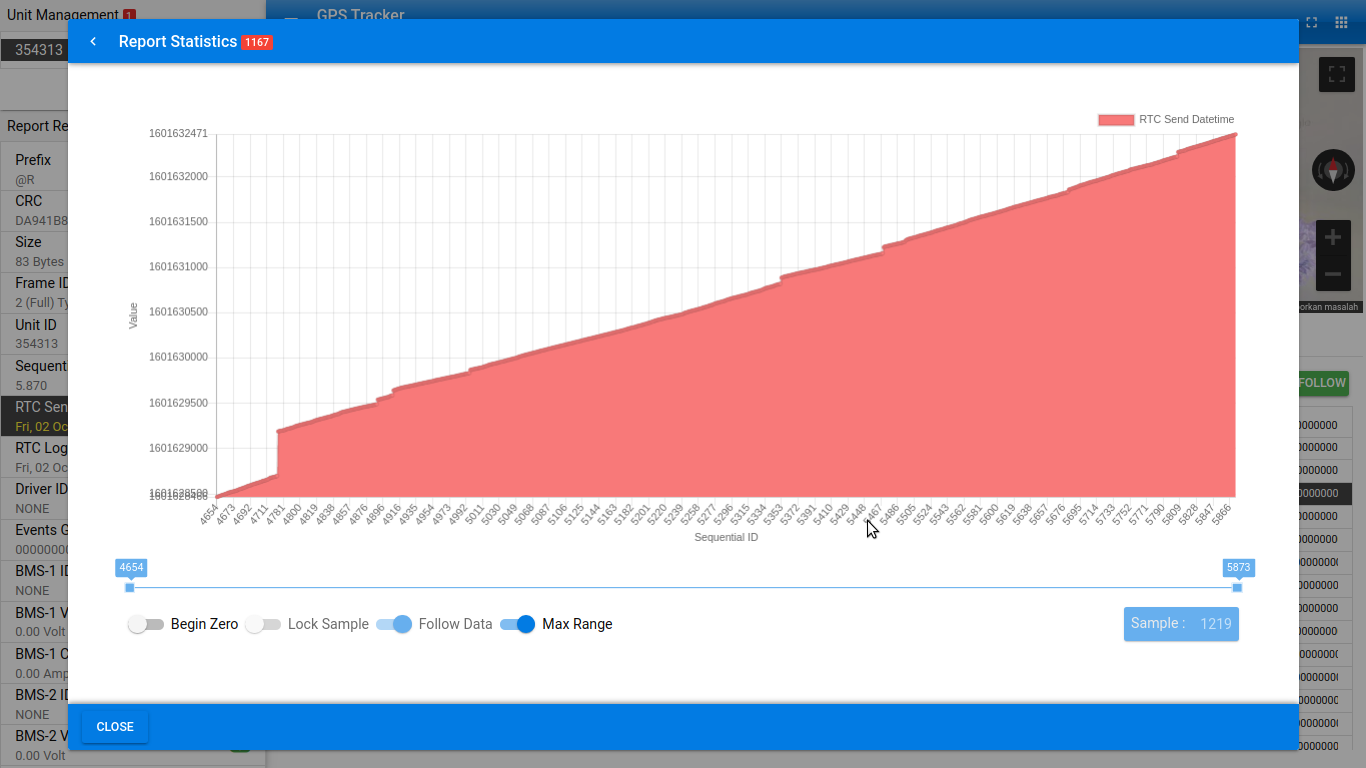 Unit Management 1
GPS Tracker
354313
Report Re
Prefix
@R
CRC
DA941B8
Size
83 Bytes
Frame ID
2 (Full) Ty
Unit ID
354313
Sequent
5.870
RTC Sen
Fri, 02 Oc
RTC Log
Fri, 02 Oc
Driver ID
NONE
Events G
00000000
BMS-1 ID
NONE
BMS-1 V
0.00 Volt
BMS-1 C
0.00 Amp
BMS-2 ID
NONE
BMS-2 V
0.00 Volt
Report Statistics 1167
RTC Send Datetime
1601632471
1601632000
1601631500
1601631000
1601630500
1601630000
1601629500
1601629000
1601628500
Value
4654 4673 4692 4711 4781 4800 4819 4838 4857 4876 4896 4916 4935 4954 4973 4992 5011 5030 5049 5068 5087 5106 5125 5144 5163 5182 5201 5220 5239 5258 5277 5296 5315 5334 5353 5372 5391 5410 5429 5448 5467 5486 5505 5524 5543 5562 5581 5600 5619 5638 5657 5676 5695 5714 5733 5752 5771 5790 5809 5828 5847 5866
Sequential ID
4654 5873
Begin Zero Lock Sample Follow Data Max Range Sample : 1219
CLOSE
orkan masalah
FOLLOW